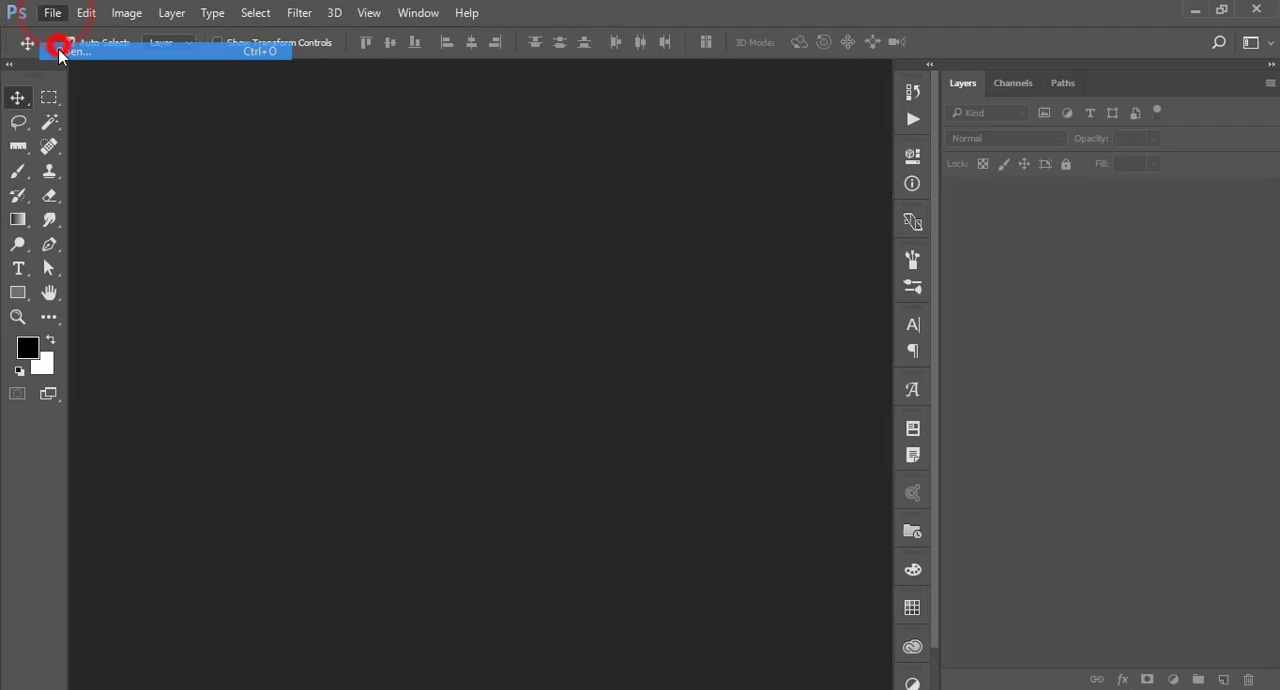 Ps File Edit Image Layer Type Select Filter 3D View Window Help
Auto-Select: Layer Show Transform Controls 3D Mode:
Ctrl+O
Layers Channels Paths
Kind
Normal Opacity:
Lock: Fill: